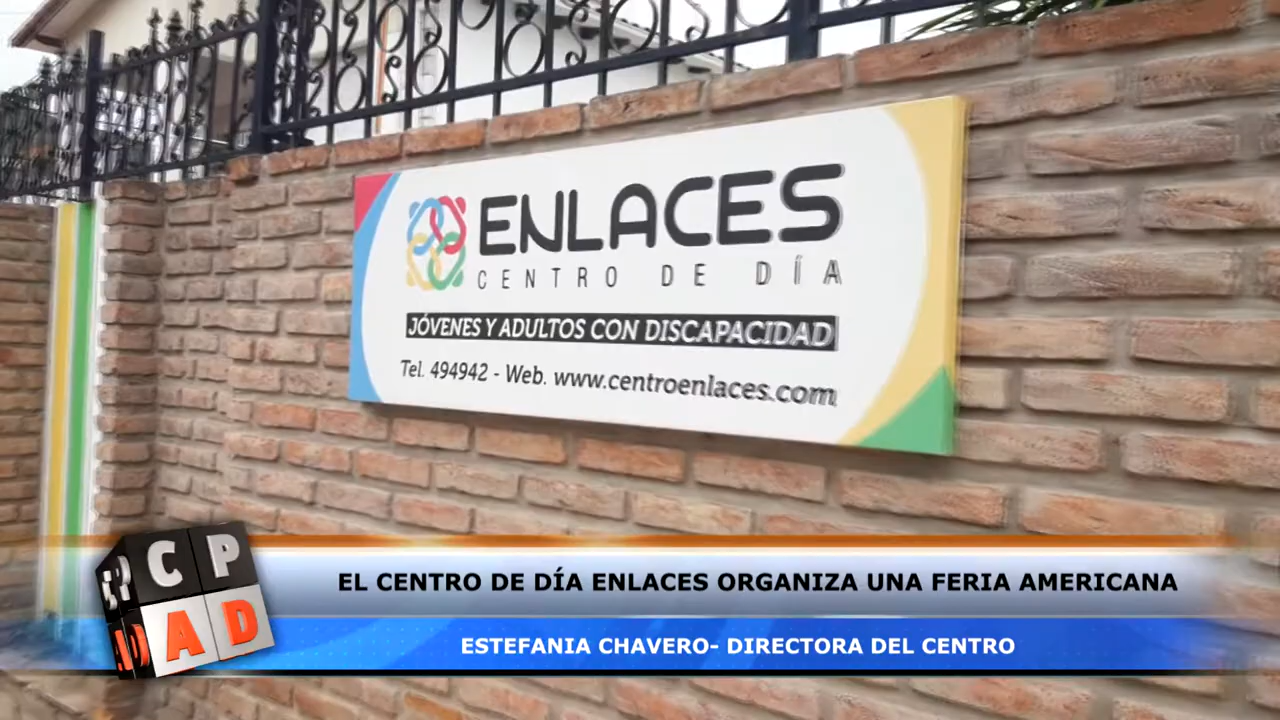 ENLACES
CENTRO DE DÍA
JÓVENES Y ADULTOS CON DISCAPACIDAD
Tel. 494942 - Web. www.centroenlaces.com
CP
AD
EL CENTRO DE DÍA ENLACES ORGANIZA UNA FERIA AMERICANA
ESTEFANIA CHAVERO- DIRECTORA DEL CENTRO